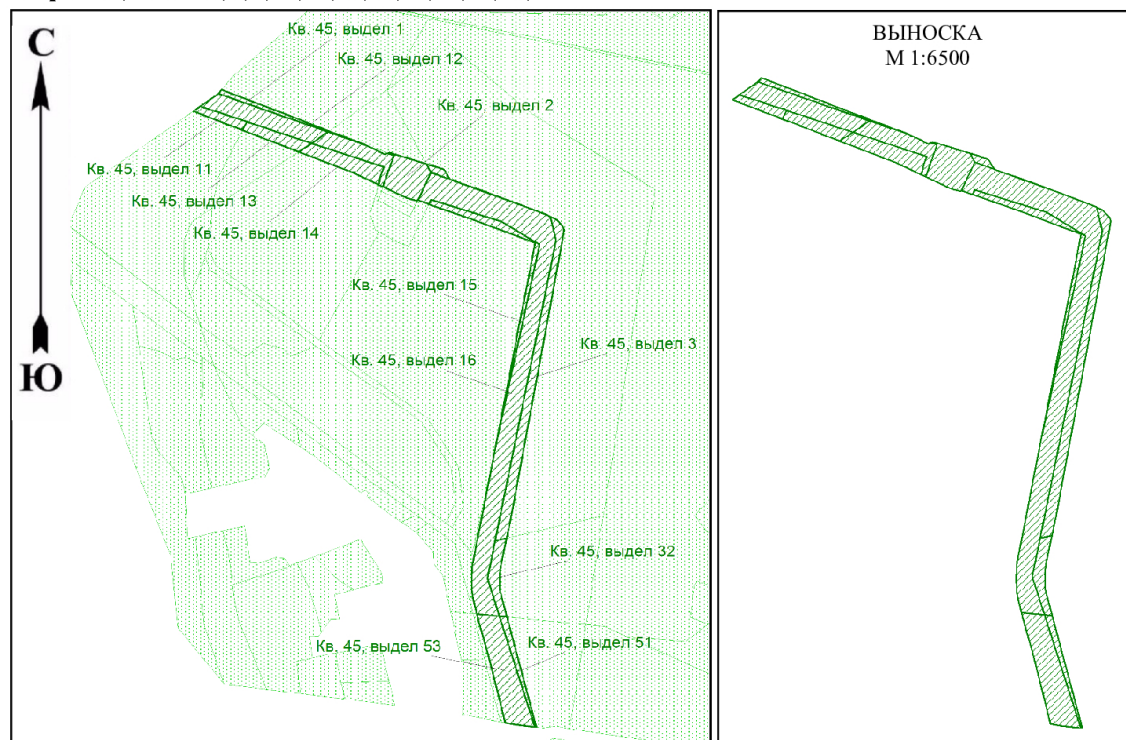 С
Ю
Кв. 45, выдел 1
Кв. 45, выдел 12
Кв. 45, выдел 2
Кв. 45, выдел 11
Кв. 45, выдел 13
Кв. 45, выдел 14
Кв. 45, выдел 15
Кв. 45, выдел 3
Кв. 45, выдел 16
Кв. 45, выдел 32
Кв. 45, выдел 53
Кв. 45, выдел 51
ВЫНОСКА
М 1:6500